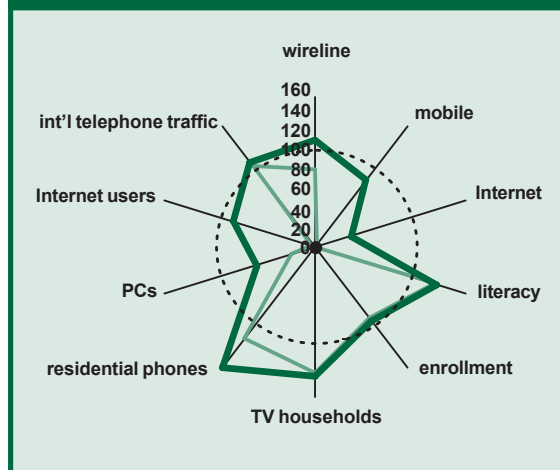 wireline
160
140
120
100
80
60
40
20
0
mobile
Internet
literacy
enrollment
TV households
residential phones
PCs
Internet users
int'l telephone traffic